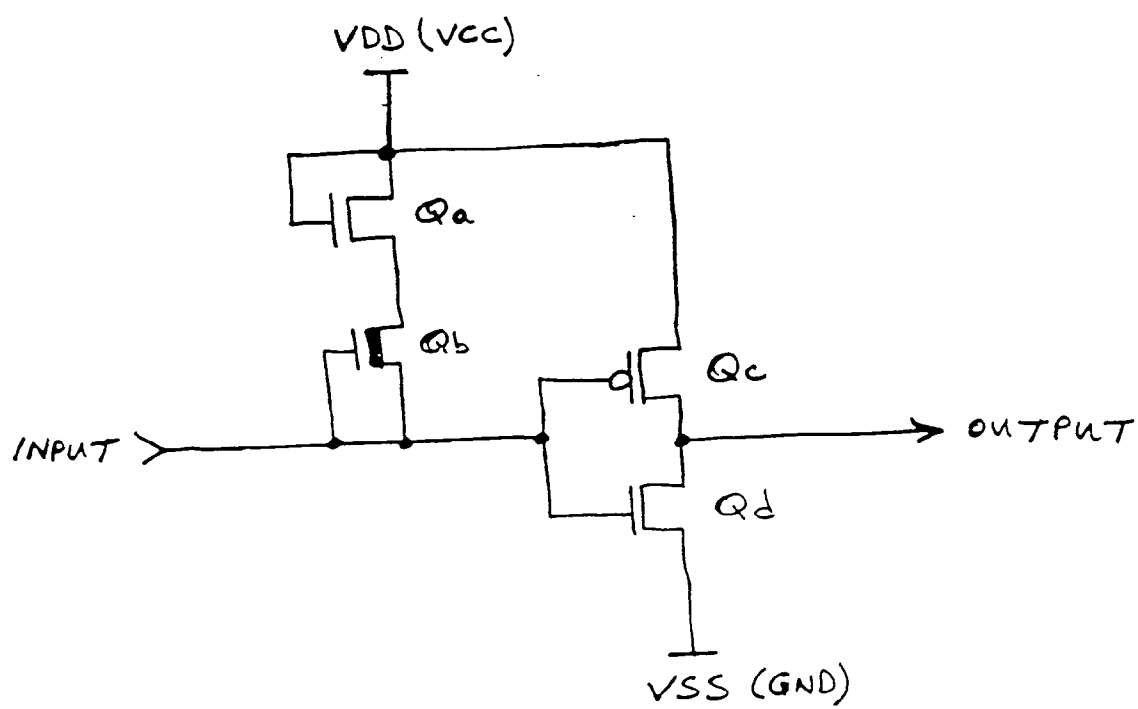 VDD (VCC)
Qa
Qb
Qc
INPUT
OUTPUT
Qd
VSS (GND)